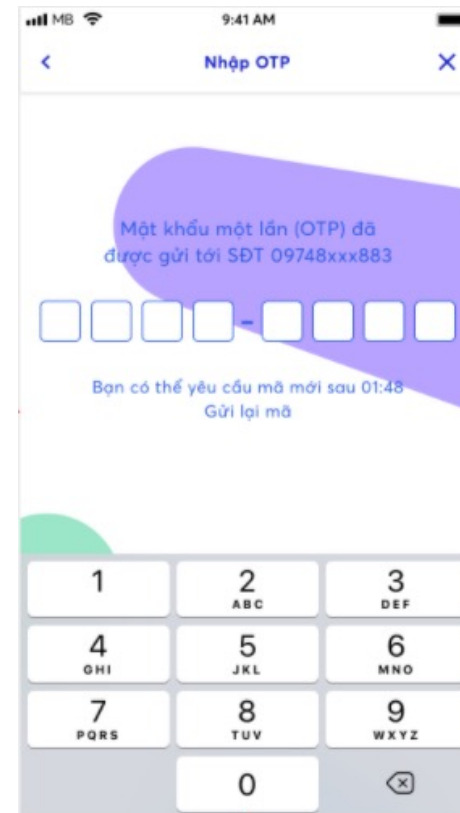 MB 9:41 AM
Nhập OTP
Mật khẩu một lần (OTP) đã
được gửi tới SĐT 09748xxx883
Bạn có thể yêu cầu mã mới sau 01:48
Gửi lại mã
1 2 3
ABC DEF
4 5 6
GHI JKL MNO
7 8 9
PQRS TUV WXYZ
0